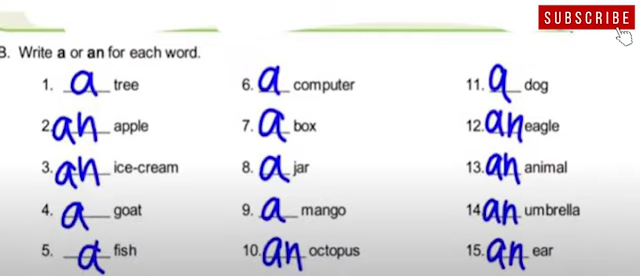 SUBSCRIBE
B. Write a or an for each word.
1. a tree
2. an apple
3. an ice-cream
4. a goat
5. a fish
6. a computer
7. a box
8. a jar
9. a mango
10. an octopus
11. a dog
12. an eagle
13. an animal
14 an umbrella
15. an ear